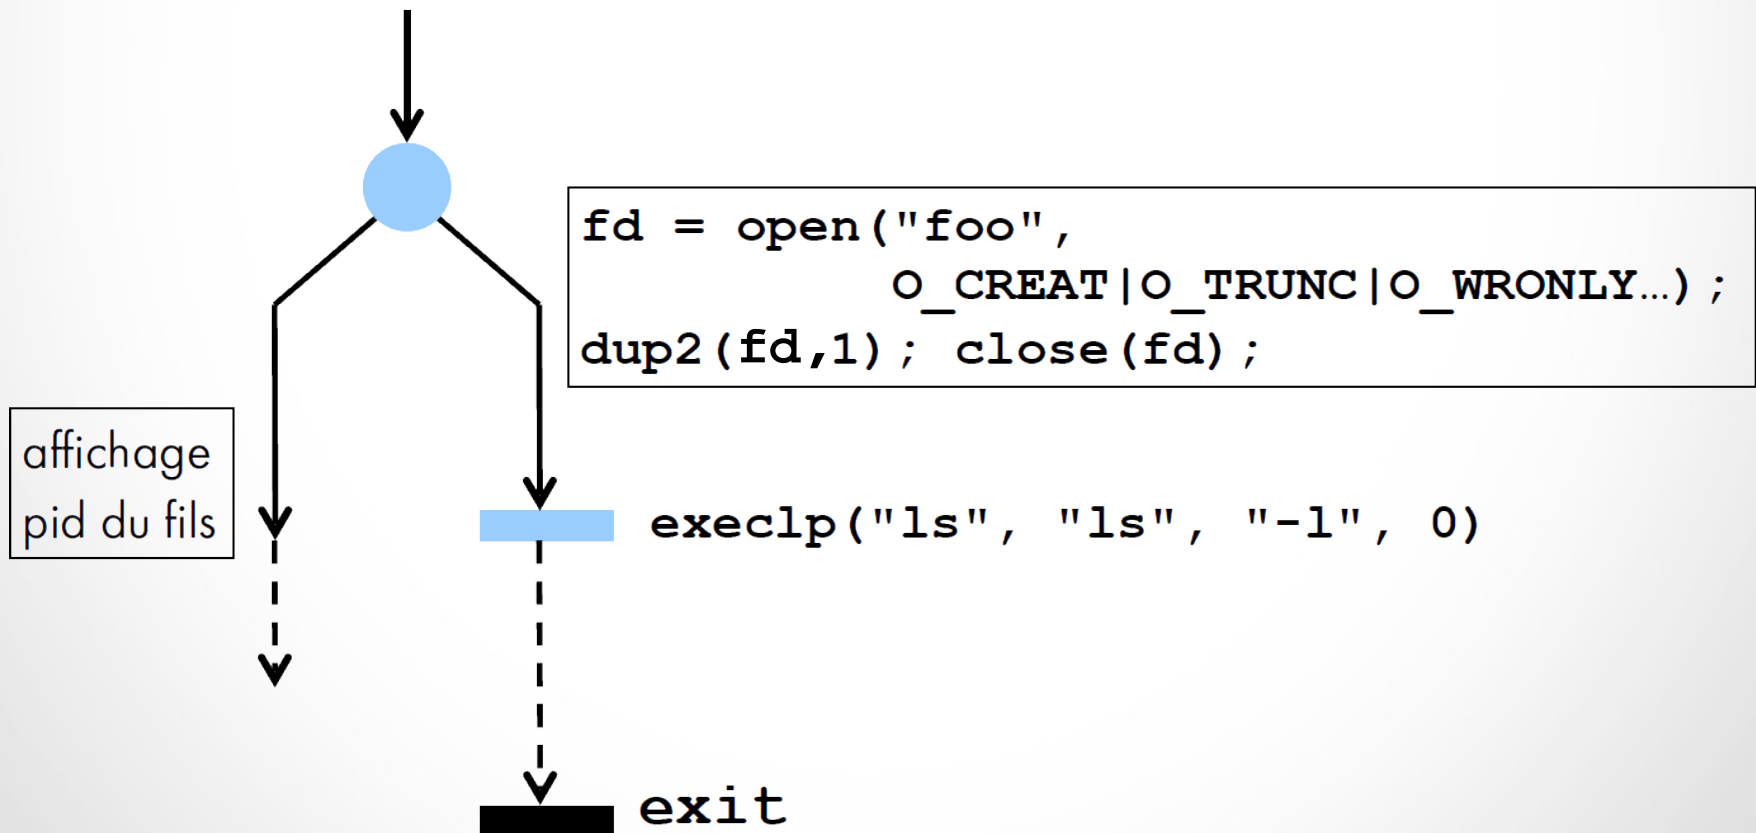 fd = open("foo",
O_CREAT|O_TRUNC|O_WRONLY…);
dup2(fd,1); close(fd);
affichage
pid du fils
execlp("ls", "ls", "-l", 0)
exit